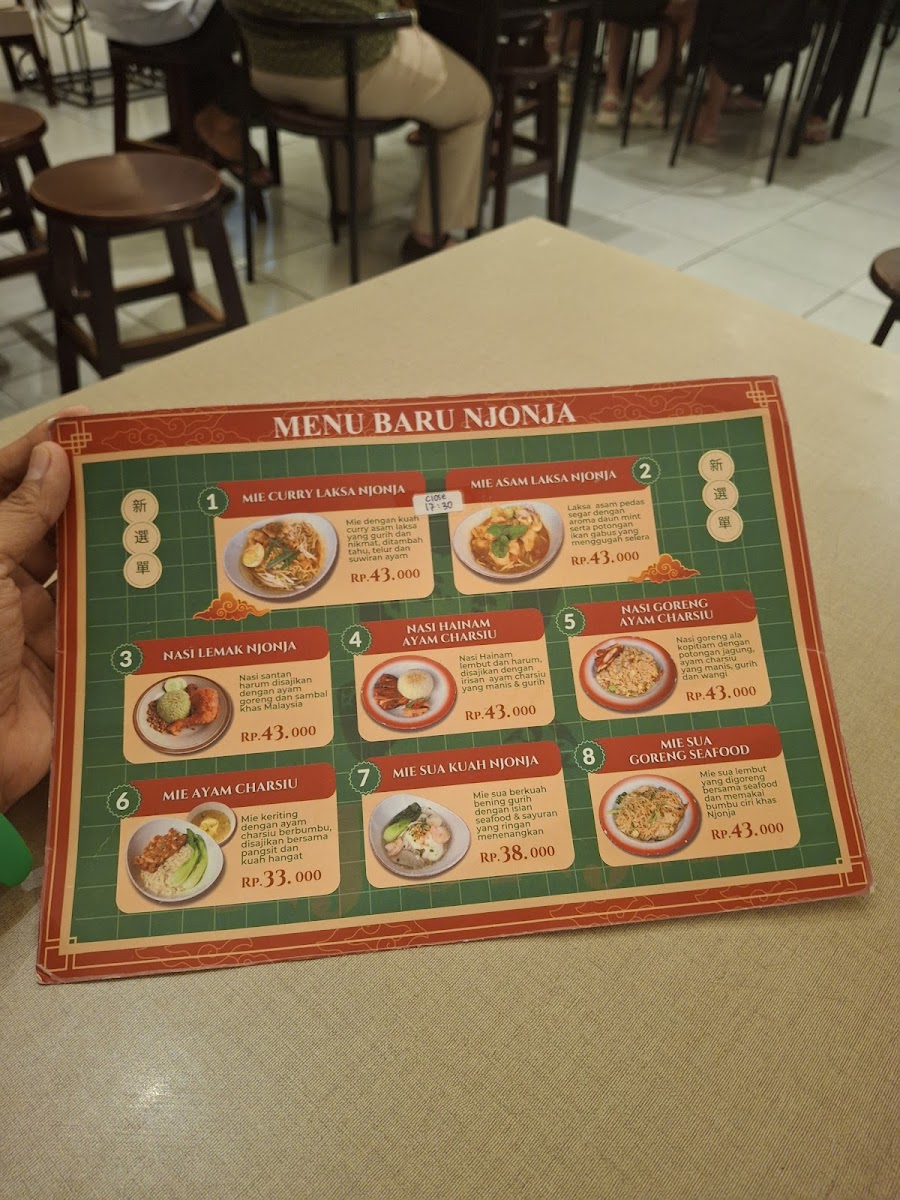 MENU BARU NJONJA
新
選
單
新
選
單
1
MIE CURRY LAKSA NJONJA
Mie dengan kuah
curry asam laksa
yang gurih dan
nikmat, ditambah
tahu, telur dan
suwiran ayam
RP.43.000
CLOSE
17:30
2
MIE ASAM LAKSA NJONJA
Laksa asam pedas
segar dengan
aroma daun mint
serta potongan
ikan gabus yang
menggugah selera
RP.43.000
3
NASI LEMAK NJONJA
Nasi santan
harum disajikan
dengan ayam
goreng dan sambal
khas Malaysia
RP.43.000
4
NASI HAINAM
AYAM CHARSIU
Nasi Hainam
lembut dan harum,
disajikan dengan
irisan ayam charsiu
yang manis & gurih
RP.43.000
5
NASI GORENG
AYAM CHARSIU
Nasi goreng ala
kopitiam dengan
potongan jagung,
ayam charsiu
yang manis, gurih
dan wangi
RP.43.000
6
MIE AYAM CHARSIU
Mie keriting
dengan ayam
charsiu berbumbu,
disajikan bersama
pangsit dan
kuah hangat
RP.33.000
7
MIE SUA KUAH NJONJA
Mie sua berkuah
bening gurih
dengan isian
seafood & sayuran
yang ringan
menenangkan
RP.38.000
8
MIE SUA
GORENG SEAFOOD
Mie sua lembut
yang digoreng
bersama seafood
dan memakai
bumbu ciri khas
Njonja
RP.43.000